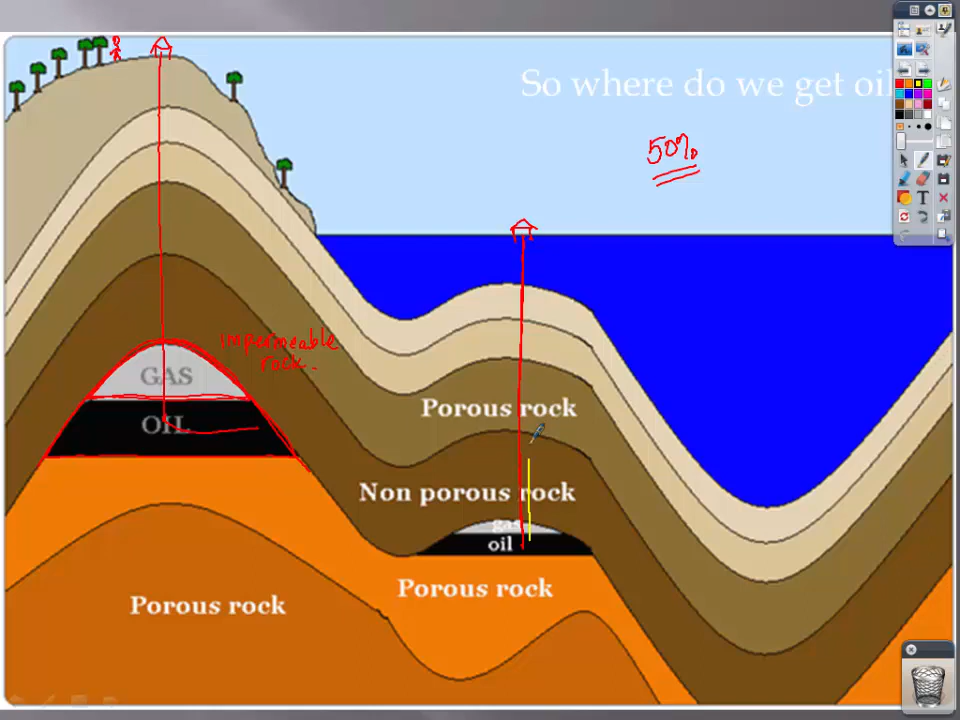 So where do we get oil
50%
impermeable
rock.
GAS
OIL
Porous rock
Non porous rock
gas
oil
Porous rock
Porous rock
T